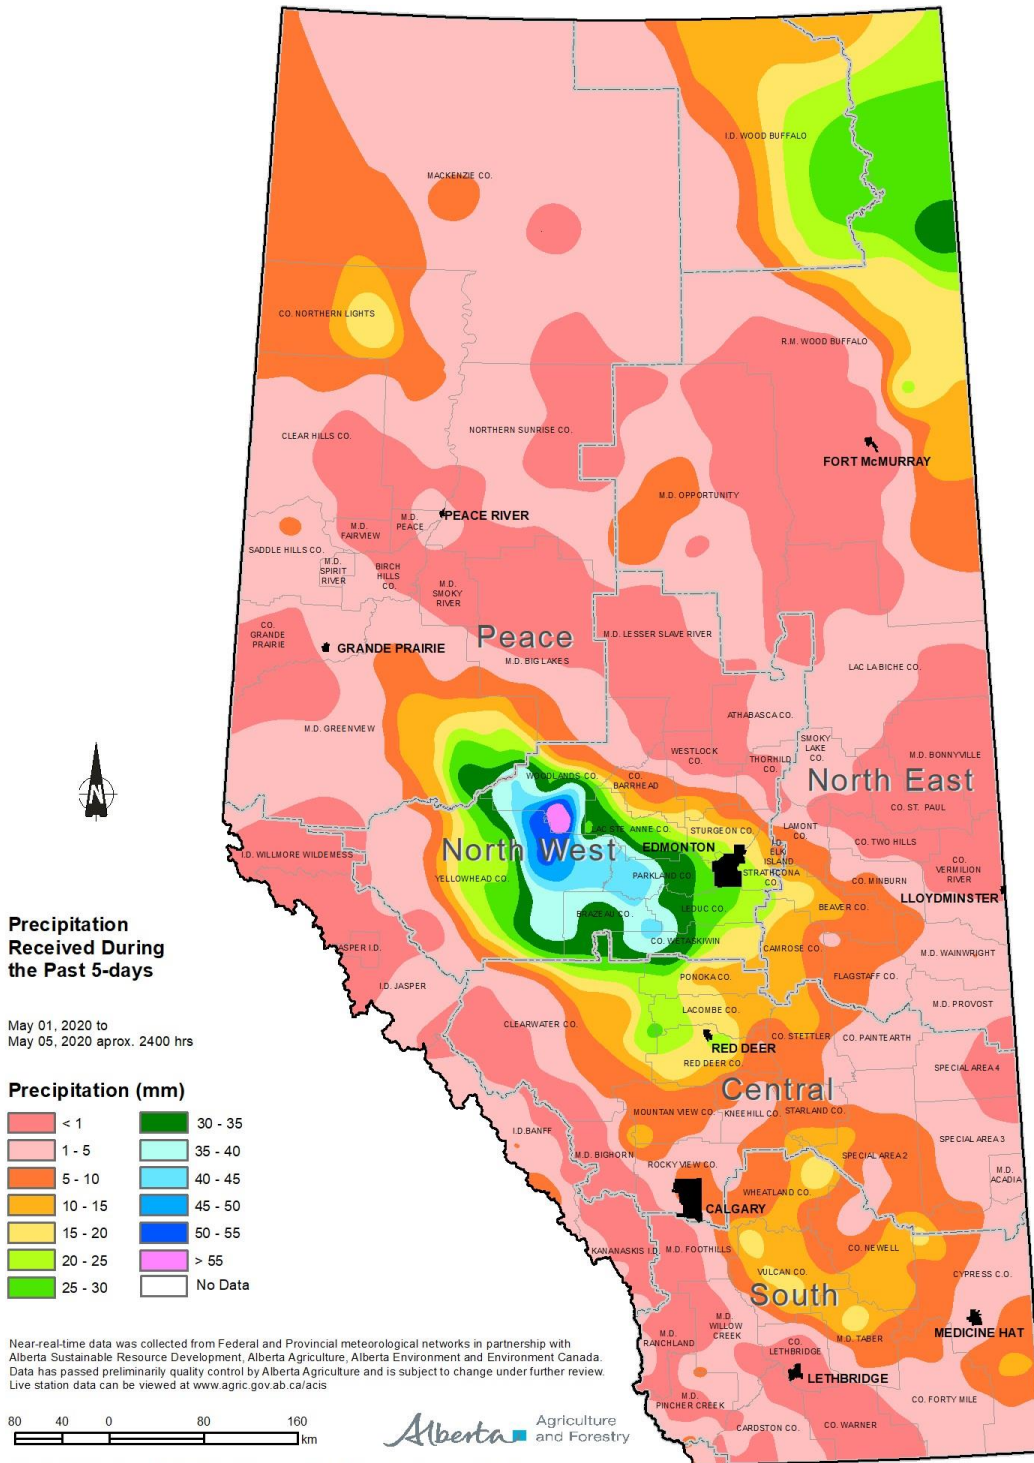 I.D. WOOD BUFFALO
MACKENZIE CO.
CO. NORTHERN LIGHTS
R.M. WOOD BUFFALO
CLEAR HILLS CO.
NORTHERN SUNRISE CO.
FORT McMURRAY
M.D. OPPORTUNITY
PEACE RIVER
M.D.
PEACE
M.D.
FAIRVIEW
SADDLE HILLS CO.
M.D.
SPIRIT
RIVER
BIRCH
HILLS
CO.
M.D.
SMOKY
RIVER
CO.
GRANDE
PRAIRIE
GRANDE PRAIRIE
Peace
M.D. LESSER SLAVE RIVER
M.D. BIG LAKES
LAC LA BICHE CO.
M.D. GREENVIEW
ATHABASCA CO.
SMOKY
LAKE
CO.
WESTLOCK
CO.
THORHILD
CO.
M.D. BONNYVILLE
North East
WOODLANDS CO.
CO.
BARRHEAD
CO. ST. PAUL
N
LAC STE. ANNE CO.
STURGEON CO.
LAMONT
CO.
CO. TWO HILLS
North West
EDMONTON
I.D.
ELK
ISLAND
I.D. WILLMORE WILDERNESS
YELLOWHEAD CO.
PARKLAND CO.
STRATHCONA
CO.
CO.
VERMILION
RIVER
CO. MINBURN
LLOYDMINSTER
BRAZEAU CO.
LEDUC CO.
BEAVER CO.
CO. WETASKIWIN
CAMROSE CO.
M.D. WAINWRIGHT
JASPER I.D.
I.D. JASPER
PONOKA CO.
FLAGSTAFF CO.
M.D. PROVOST
LACOMBE CO.
CLEARWATER CO.
CO. STETTLER
CO. PAINTEARTH
RED DEER
RED DEER CO.
SPECIAL AREA 4
Central
MOUNTAIN VIEW CO.
KNEEHILL CO.
STARLAND CO.
I.D. BANFF
SPECIAL AREA 3
M.D. BIGHORN
ROCKY VIEW CO.
SPECIAL AREA 2
M.D.
ACADIA
WHEATLAND CO.
CALGARY
KANANASKIS I.D.
M.D. FOOTHILLS
CO. NEWELL
VULCAN CO.
CYPRESS C.O.
South
M.D.
WILLOW
CREEK
M.D.
RANCHLAND
M.D. TABER
MEDICINE HAT
CO.
LETHBRIDGE
LETHBRIDGE
M.D.
PINCHER CREEK
CO. FORTY MILE
CARDSTON CO.
CO. WARNER
Precipitation
Received During
the Past 5-days
May 01, 2020 to
May 05, 2020 aprox. 2400 hrs
Precipitation (mm)
< 1
1 - 5
5 - 10
10 - 15
15 - 20
20 - 25
25 - 30
30 - 35
35 - 40
40 - 45
45 - 50
50 - 55
> 55
No Data
Near-real-time data was collected from Federal and Provincial meteorological networks in partnership with
Alberta Sustainable Resource Development, Alberta Agriculture, Alberta Environment and Environment Canada.
Data has passed preliminarily quality control by Alberta Agriculture and is subject to change under further review.
Live station data can be viewed at www.agric.gov.ab.ca/acis
80 40 0 80 160
km
Alberta Agriculture
and Forestry